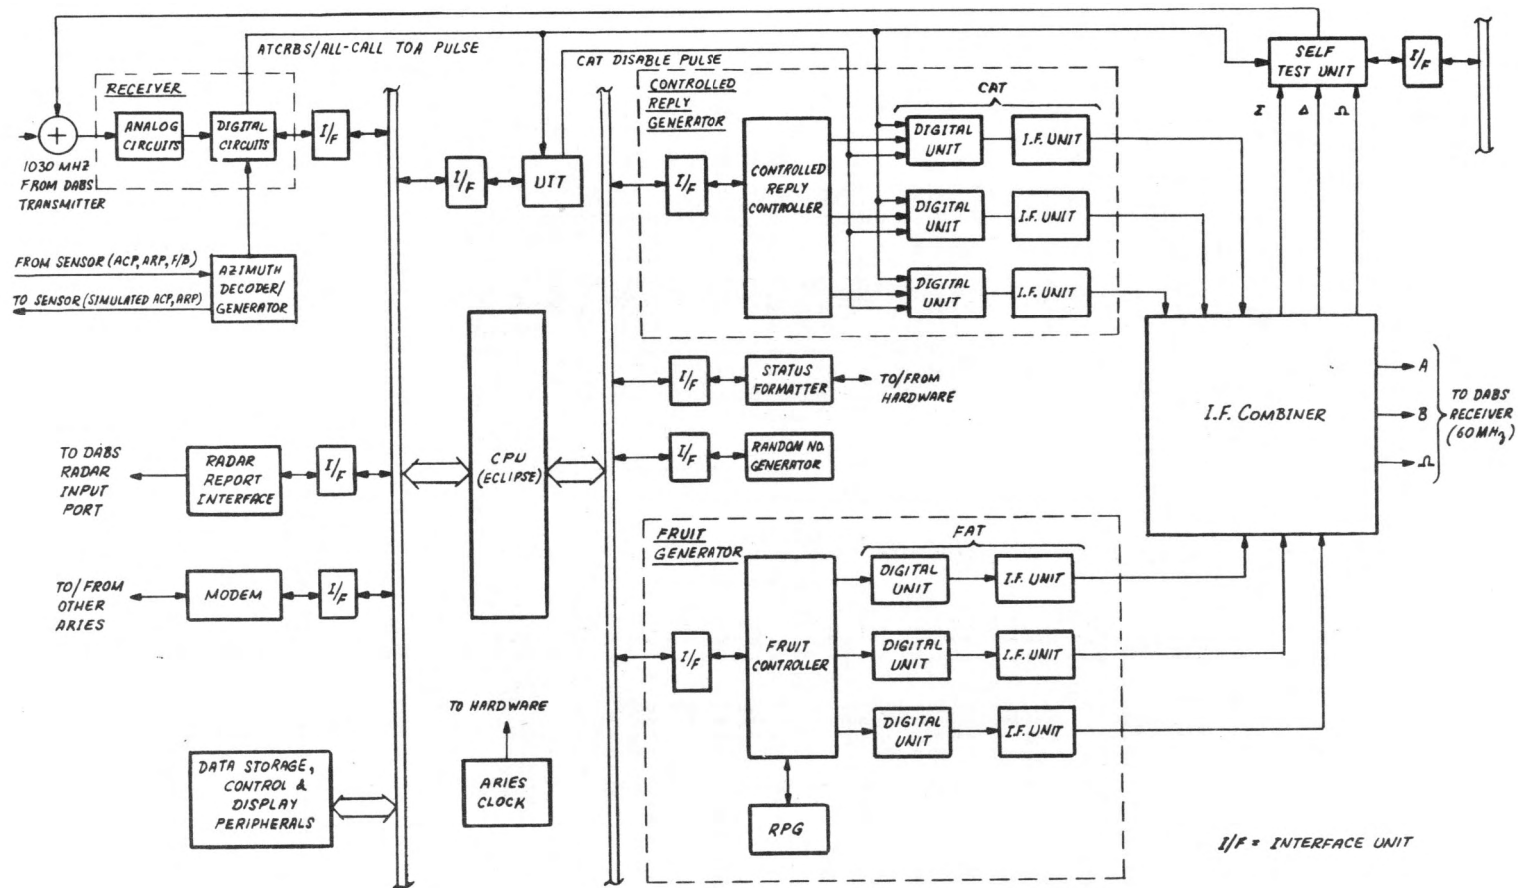 ATCRBS/ALL-CALL TOA PULSE
CAT DISABLE PULSE
SELF
TEST UNIT
I/F
Σ
Δ
Ω
RECEIVER
ANALOG
CIRCUITS
DIGITAL
CIRCUITS
I/F
+
1030 MHZ
FROM DABS
TRANSMITTER
I/F
UIT
CONTROLLED
REPLY
GENERATOR
I/F
CONTROLLED
REPLY
CONTROLLER
CAT
DIGITAL
UNIT
I.F. UNIT
DIGITAL
UNIT
I.F. UNIT
DIGITAL
UNIT
I.F. UNIT
FROM SENSOR (ACP, ARP, F/B)
TO SENSOR (SIMULATED ACP, ARP)
AZIMUTH
DECODER/
GENERATOR
CPU
(ECLIPSE)
I/F
STATUS
FORMATTER
TO/FROM
HARDWARE
I/F
RANDOM NO.
GENERATOR
I.F. COMBINER
A
B
Ω
TO DABS
RECEIVER
(60MHz)
TO DABS
RADAR
INPUT
PORT
RADAR
REPORT
INTERFACE
I/F
TO/FROM
OTHER
ARIES
MODEM
I/F
FRUIT
GENERATOR
I/F
FRUIT
CONTROLLER
FAT
DIGITAL
UNIT
I.F. UNIT
DIGITAL
UNIT
I.F. UNIT
DIGITAL
UNIT
I.F. UNIT
RPG
TO HARDWARE
ARIES
CLOCK
DATA STORAGE,
CONTROL &
DISPLAY
PERIPHERALS
I/F = INTERFACE UNIT